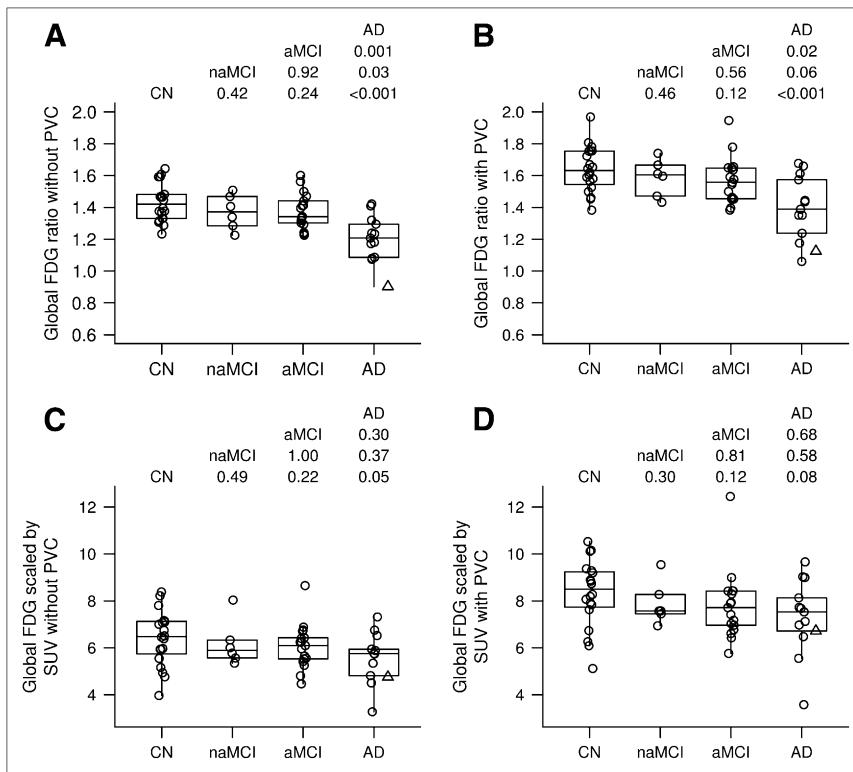 A
AD
aMCI 0.001
naMCI 0.92 0.03
CN 0.42 0.24 <0.001
Global FDG ratio without PVC
2.0
1.8
1.6
1.4
1.2
1.0
0.8
0.6
CN naMCI aMCI AD
B
AD
aMCI 0.02
naMCI 0.56 0.06
CN 0.46 0.12 <0.001
Global FDG ratio with PVC
2.0
1.8
1.6
1.4
1.2
1.0
0.8
0.6
CN naMCI aMCI AD
C
AD
aMCI 0.30
naMCI 1.00 0.37
CN 0.49 0.22 0.05
Global FDG scaled by
SUV without PVC
12
10
8
6
4
CN naMCI aMCI AD
D
AD
aMCI 0.68
naMCI 0.81 0.58
CN 0.30 0.12 0.08
Global FDG scaled by
SUV with PVC
12
10
8
6
4
CN naMCI aMCI AD